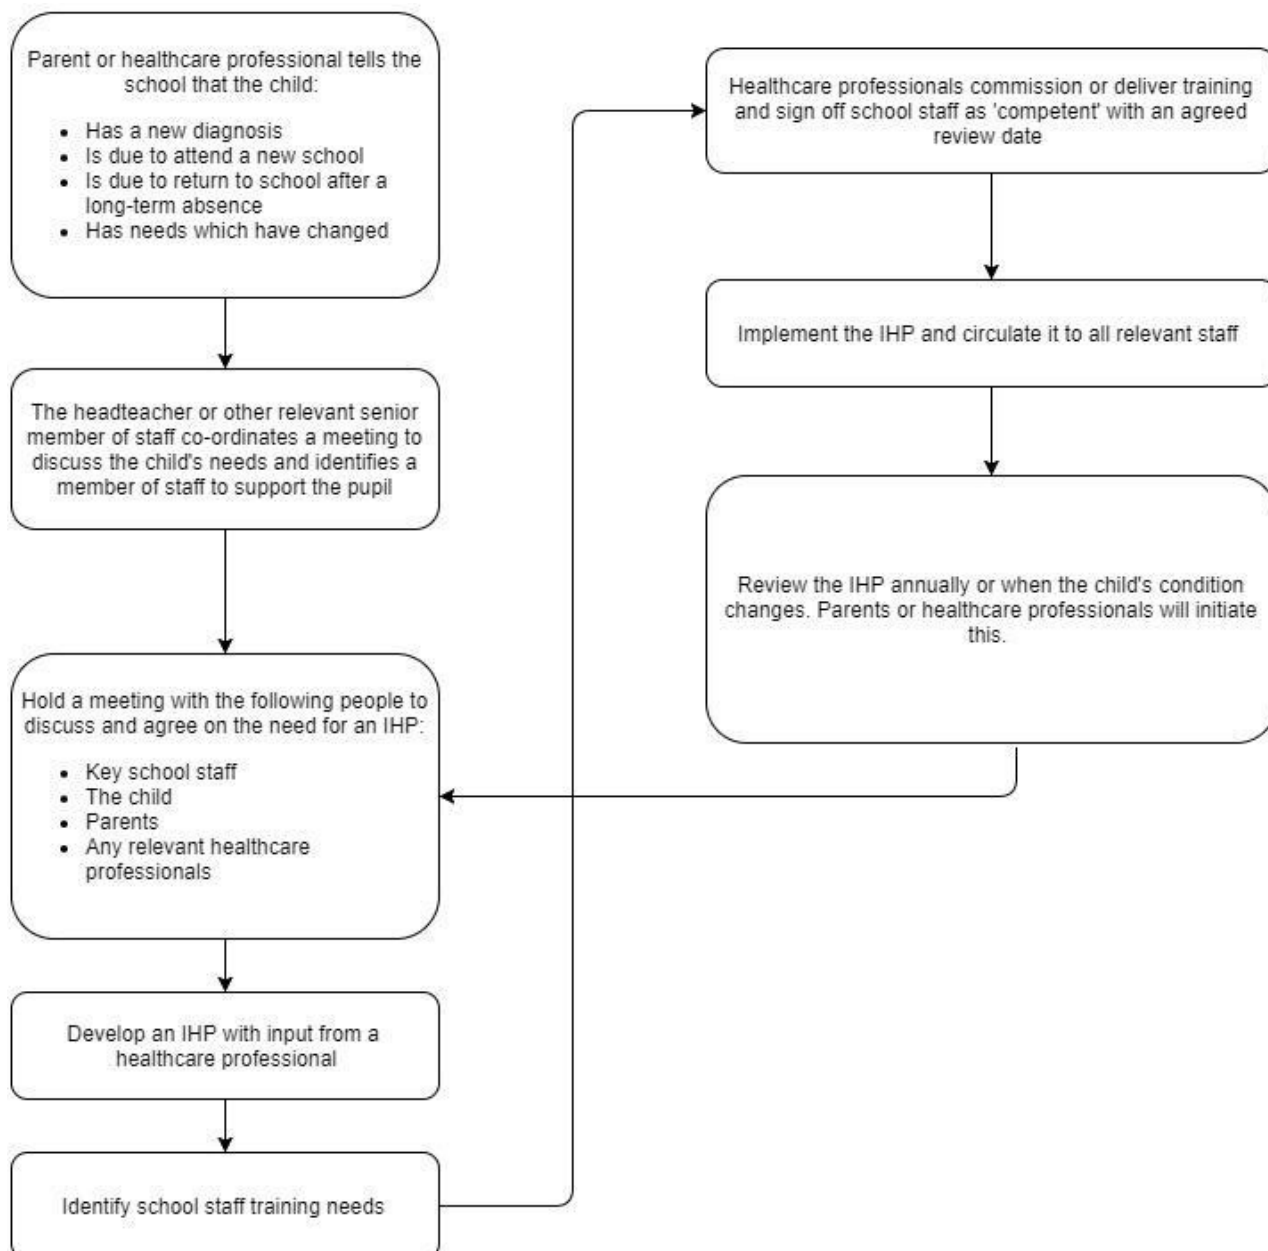 Parent or healthcare professional tells the
school that the child:
• Has a new diagnosis
• Is due to attend a new school
• Is due to return to school after a
long-term absence
• Has needs which have changed
The headteacher or other relevant senior
member of staff co-ordinates a meeting to
discuss the child's needs and identifies a
member of staff to support the pupil
Hold a meeting with the following people to
discuss and agree on the need for an IHP:
• Key school staff
• The child
• Parents
• Any relevant healthcare
professionals
Develop an IHP with input from a
healthcare professional
Identify school staff training needs
Healthcare professionals commission or deliver training
and sign off school staff as 'competent' with an agreed
review date
Implement the IHP and circulate it to all relevant staff
Review the IHP annually or when the child's condition
changes. Parents or healthcare professionals will initiate
this.